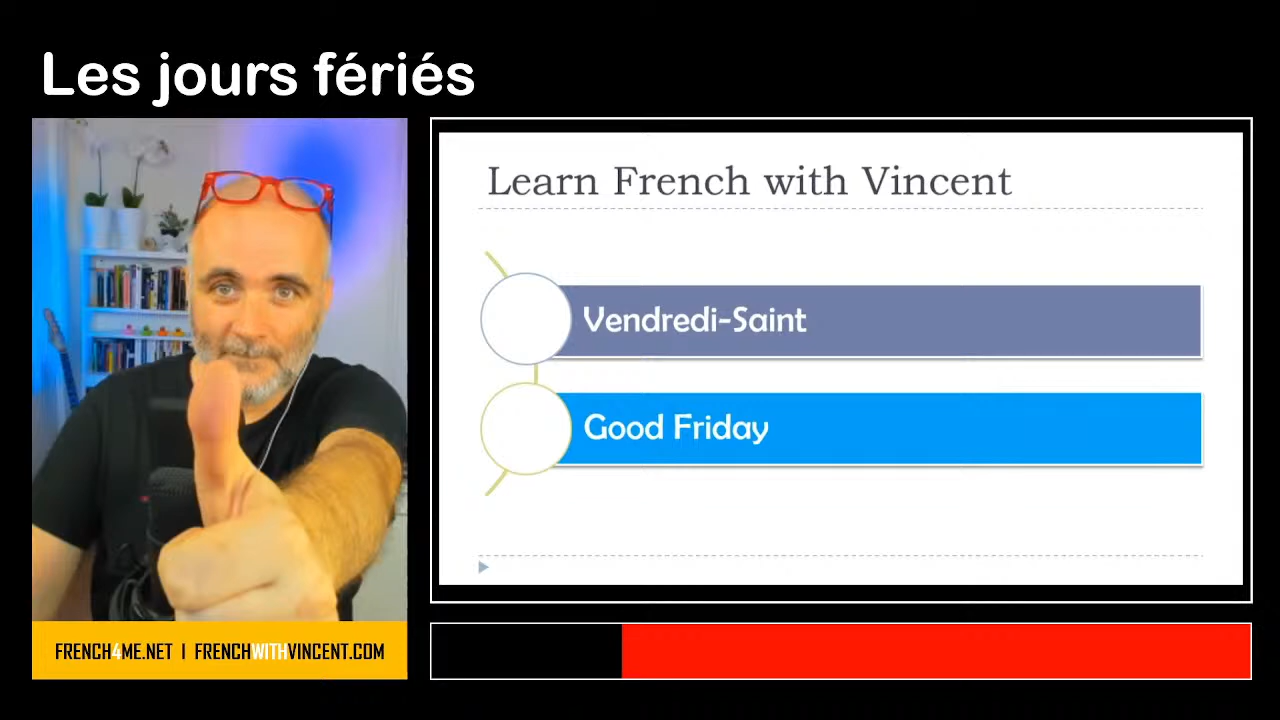 Les jours fériés
Learn French with Vincent
Vendredi-Saint
Good Friday
FRENCH4ME.NET | FRENCHWITHVINCENT.COM